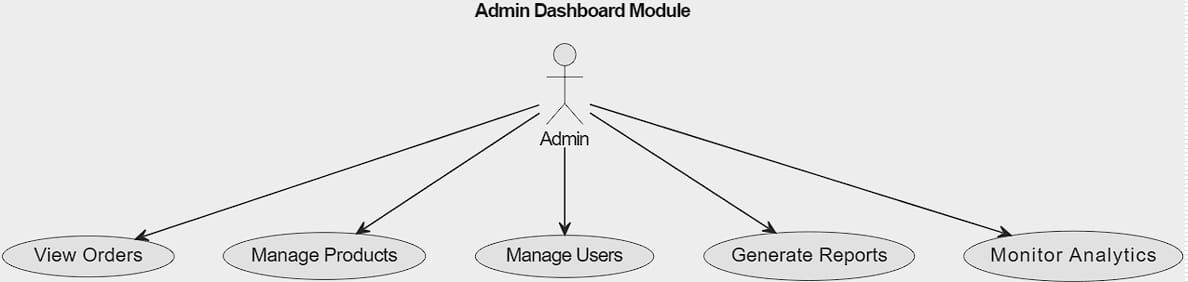 Admin Dashboard Module
Admin
View Orders
Manage Products
Manage Users
Generate Reports
Monitor Analytics